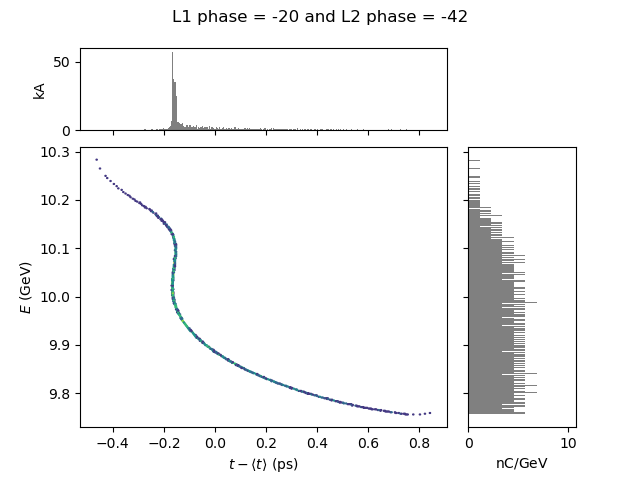 L1 phase = -20 and L2 phase = -42
50
0
kA
10.3
10.2
10.1
10.0
9.9
9.8
E (GeV)
−0.4 −0.2 0.0 0.2 0.4 0.6 0.8
t − ⟨t⟩ (ps)
0 10
nC/GeV